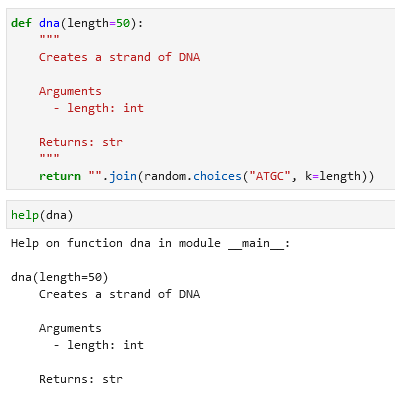 def dna(length=50):
    """
    Creates a strand of DNA

    Arguments
      - length: int

    Returns: str
    """
    return "".join(random.choices("ATGC", k=length))
help(dna)
Help on function dna in module __main__:

dna(length=50)
    Creates a strand of DNA

    Arguments
      - length: int

    Returns: str